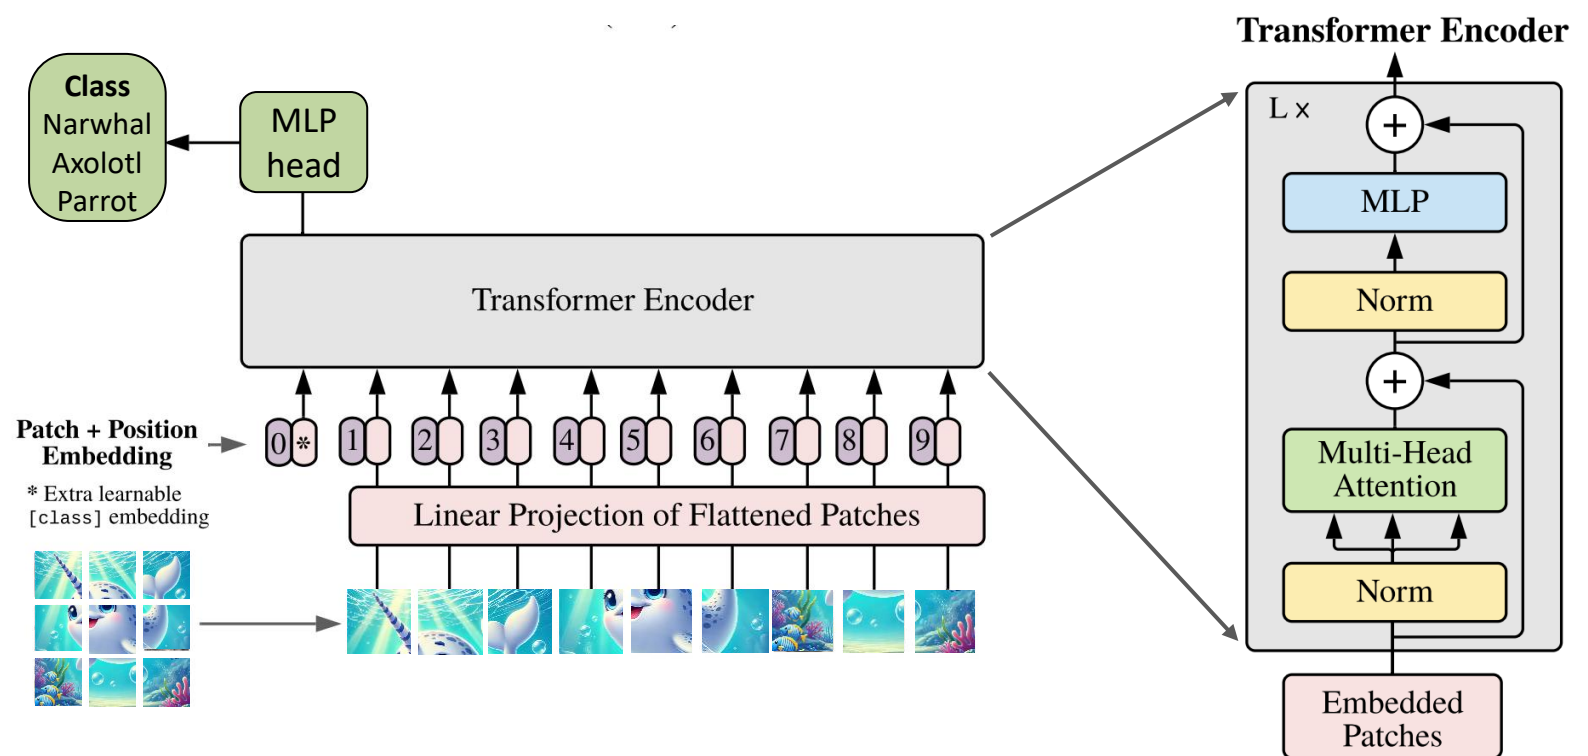 Transformer Encoder
Class
Narwhal
Axolotl
Parrot
MLP
head
Transformer Encoder
Patch + Position
Embedding
0 * 1 2 3 4 5 6 7 8 9
* Extra learnable
[class] embedding
Linear Projection of Flattened Patches
L ×
+
MLP
Norm
+
Multi-Head
Attention
Norm
Embedded
Patches